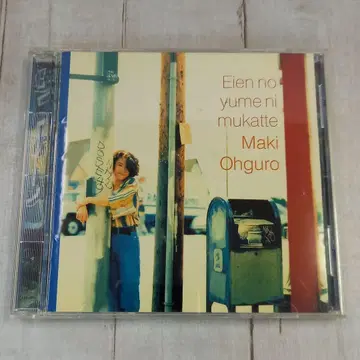 Eien no
yume ni
mukatte
Maki
Ohguro